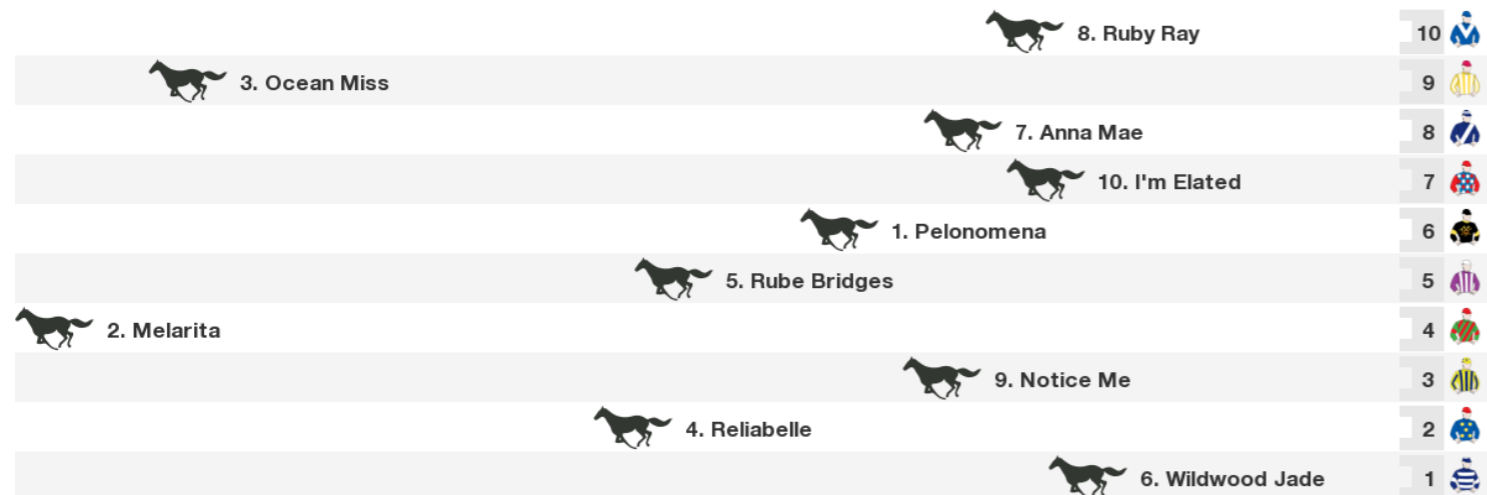 8. Ruby Ray 10
3. Ocean Miss 9
7. Anna Mae 8
10. I'm Elated 7
1. Pelonomena 6
5. Rube Bridges 5
2. Melarita 4
9. Notice Me 3
4. Reliabelle 2
6. Wildwood Jade 1